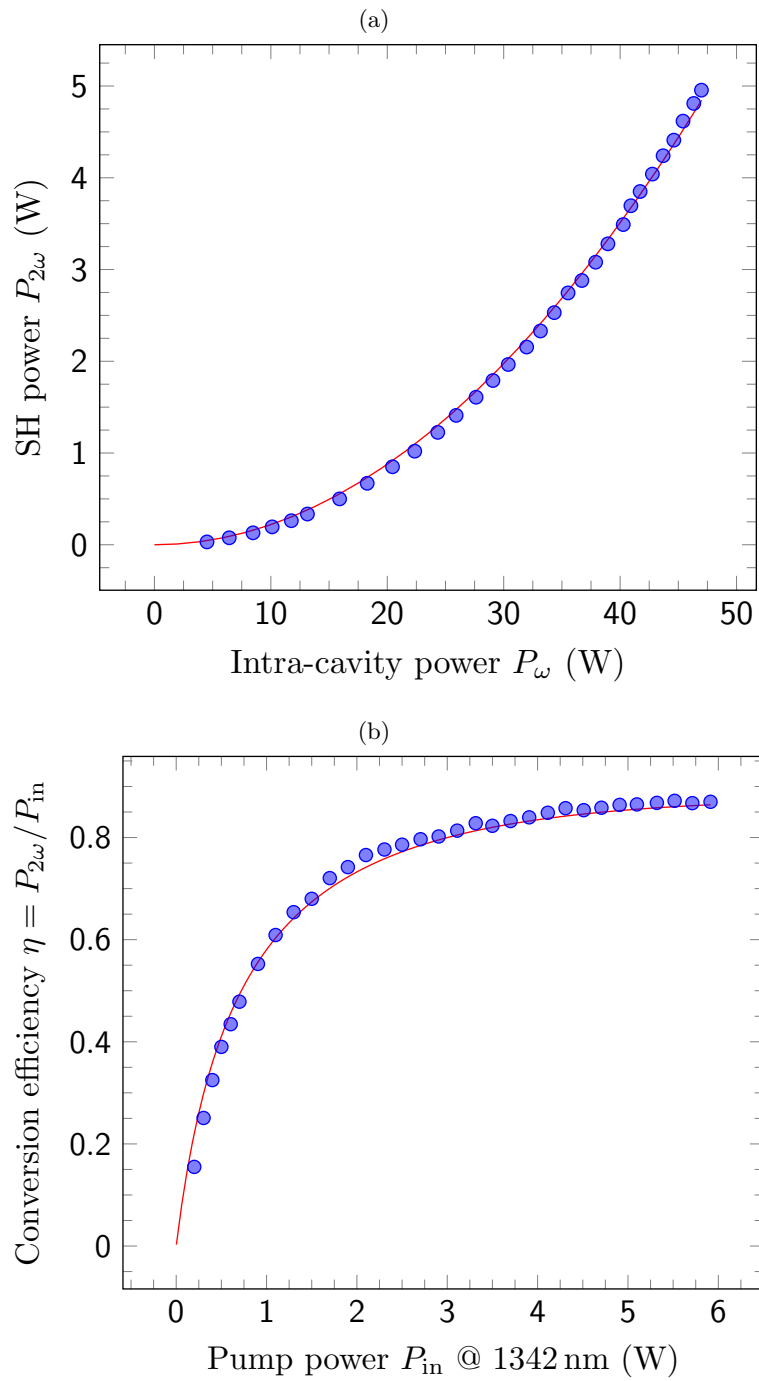 (a)
5
4
3
2
1
0
SH power P₂ω (W)
0 10 20 30 40 50
Intra-cavity power Pω (W)
(b)
0.8
0.6
0.4
0.2
0
Conversion efficiency η = P₂ω/Pin
0 1 2 3 4 5 6
Pump power Pin @ 1342 nm (W)